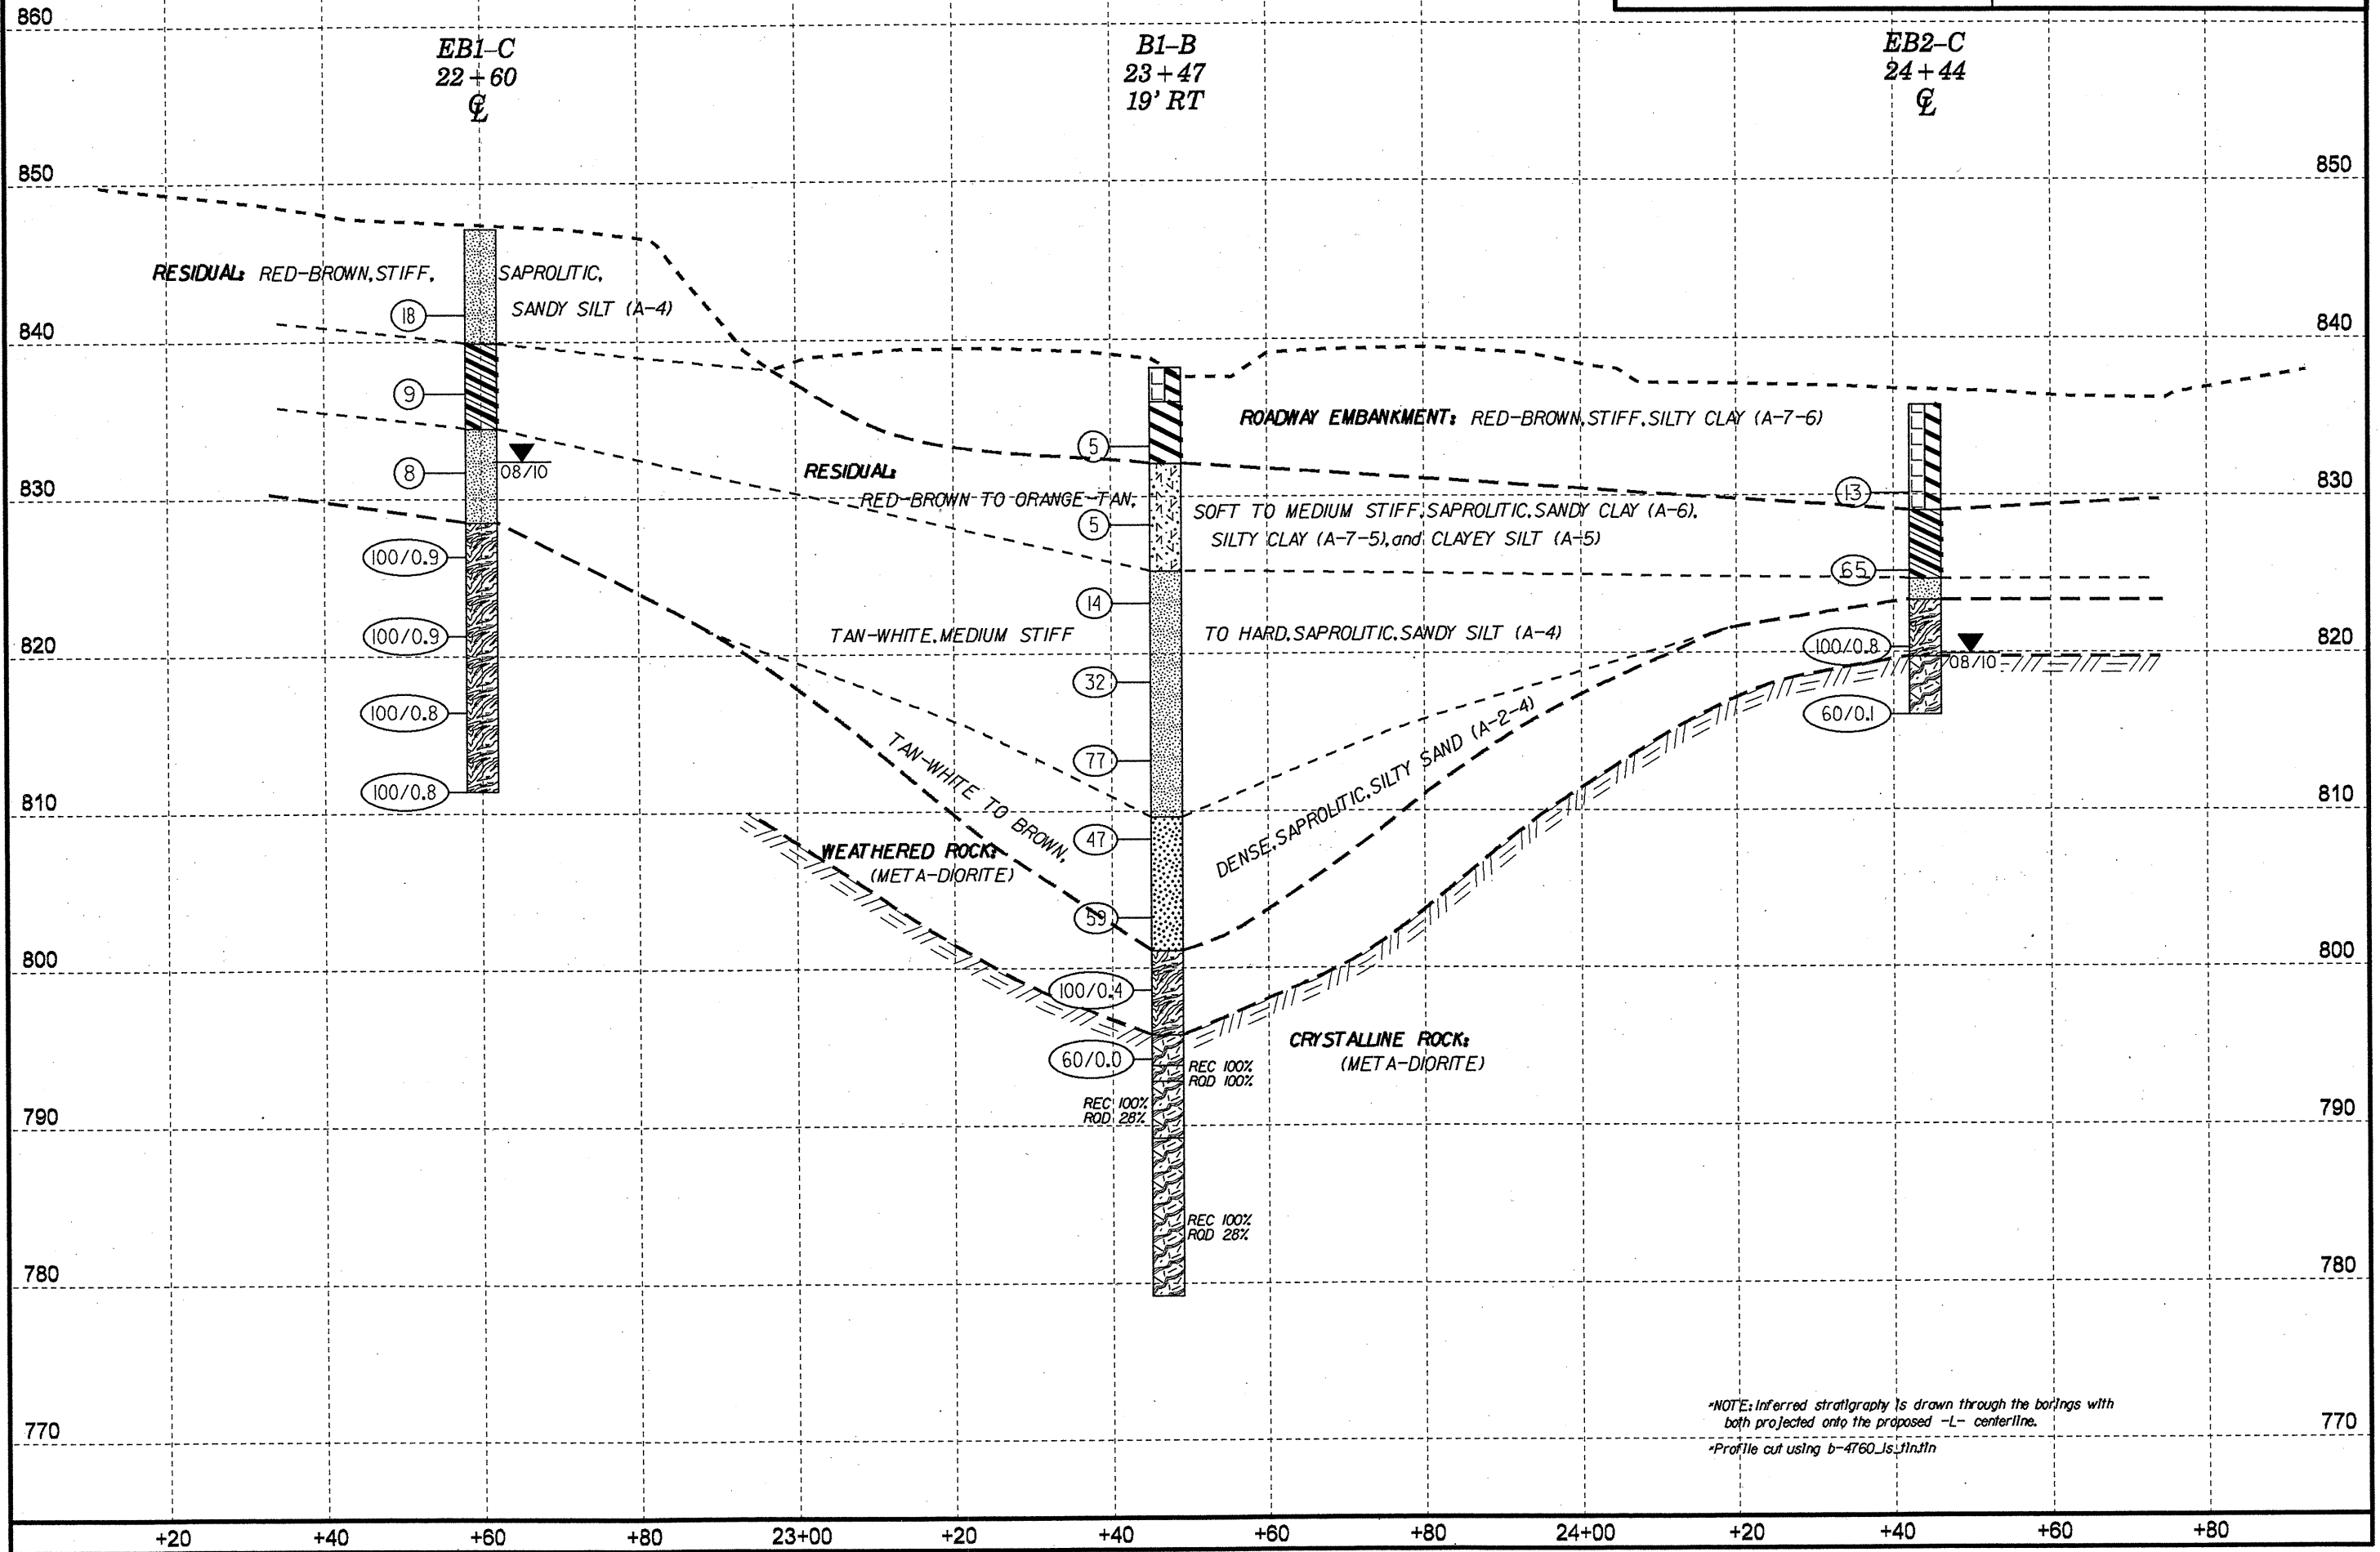 860
EB1-C
22+60
℄
B1-B
23+47
19' RT
EB2-C
24+44
℄
850
850
RESIDUAL: RED-BROWN,STIFF, SAPROLITIC,
SANDY SILT (A-4)
18
840
840
9
ROADWAY EMBANKMENT: RED-BROWN,STIFF,SILTY CLAY (A-7-6)
5
8
08/10
RESIDUAL:
830
830
13
RED-BROWN TO ORANGE-TAN,
5
SOFT TO MEDIUM STIFF,SAPROLITIC,SANDY CLAY (A-6),
SILTY CLAY (A-7-5),and CLAYEY SILT (A-5)
100/0.9
65
14
100/0.9
TAN-WHITE,MEDIUM STIFF TO HARD,SAPROLITIC,SANDY SILT (A-4)
820
820
100/0.8
08/10
32
100/0.8
60/0.1
77
TAN-WHITE TO BROWN,
DENSE,SAPROLITIC,SILTY SAND (A-2-4)
100/0.8
810
810
47
WEATHERED ROCK:
(META-DIORITE)
59
800
800
100/0.4
CRYSTALLINE ROCK:
(META-DIORITE)
60/0.0
REC 100%
RQD 100%
REC 100%
RQD 28%
790
790
REC 100%
RQD 28%
780
780
*NOTE: Inferred stratigraphy is drawn through the borings with
both projected onto the proposed -L- centerline.
*Profile cut using b-4760_ls_tin.tin
770
770
+20 +40 +60 +80 23+00 +20 +40 +60 +80 24+00 +20 +40 +60 +80